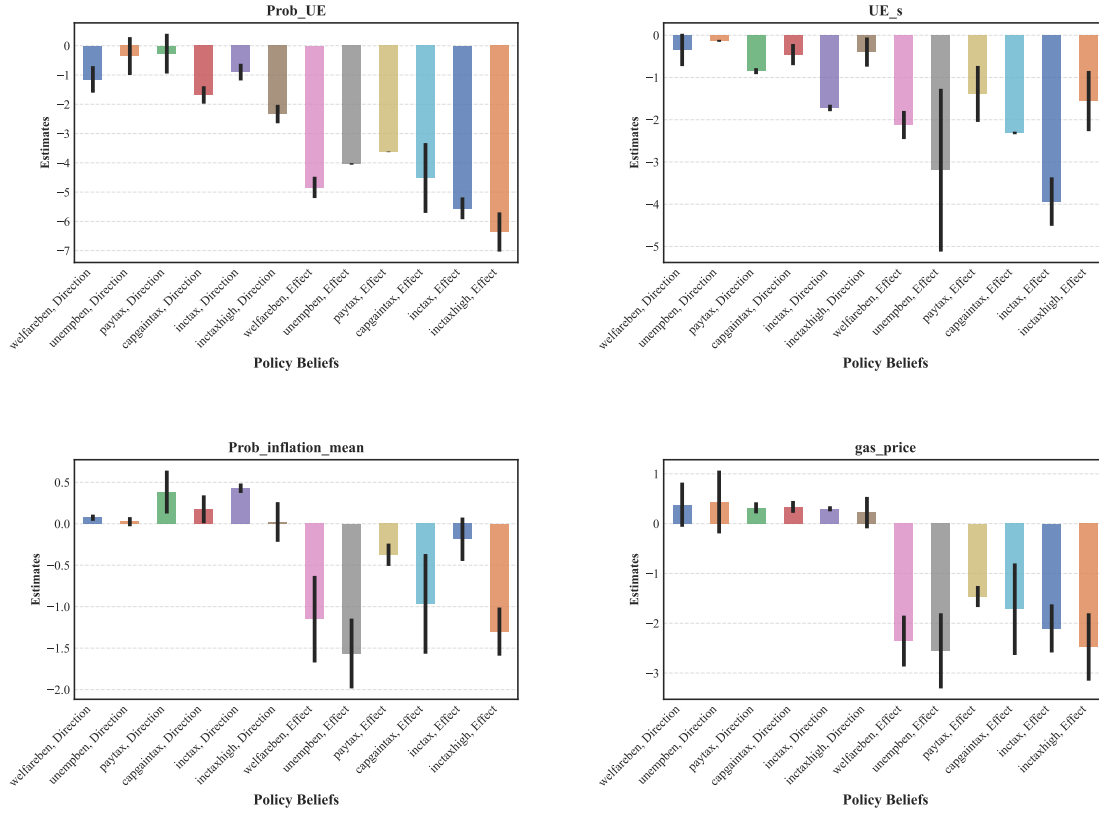 Prob_UE
Estimates
0
−1
−2
−3
−4
−5
−6
−7
welfareben, Direction
unempben, Direction
paytax, Direction
capgaintax, Direction
inctax, Direction
inctaxhigh, Direction
welfareben, Effect
unempben, Effect
paytax, Effect
capgaintax, Effect
inctax, Effect
inctaxhigh, Effect
Policy Beliefs
UE_s
Estimates
0
−1
−2
−3
−4
−5
welfareben, Direction
unempben, Direction
paytax, Direction
capgaintax, Direction
inctax, Direction
inctaxhigh, Direction
welfareben, Effect
unempben, Effect
paytax, Effect
capgaintax, Effect
inctax, Effect
inctaxhigh, Effect
Policy Beliefs
Prob_inflation_mean
Estimates
0.5
0.0
−0.5
−1.0
−1.5
−2.0
welfareben, Direction
unempben, Direction
paytax, Direction
capgaintax, Direction
inctax, Direction
inctaxhigh, Direction
welfareben, Effect
unempben, Effect
paytax, Effect
capgaintax, Effect
inctax, Effect
inctaxhigh, Effect
Policy Beliefs
gas_price
Estimates
1
0
−1
−2
−3
welfareben, Direction
unempben, Direction
paytax, Direction
capgaintax, Direction
inctax, Direction
inctaxhigh, Direction
welfareben, Effect
unempben, Effect
paytax, Effect
capgaintax, Effect
inctax, Effect
inctaxhigh, Effect
Policy Beliefs